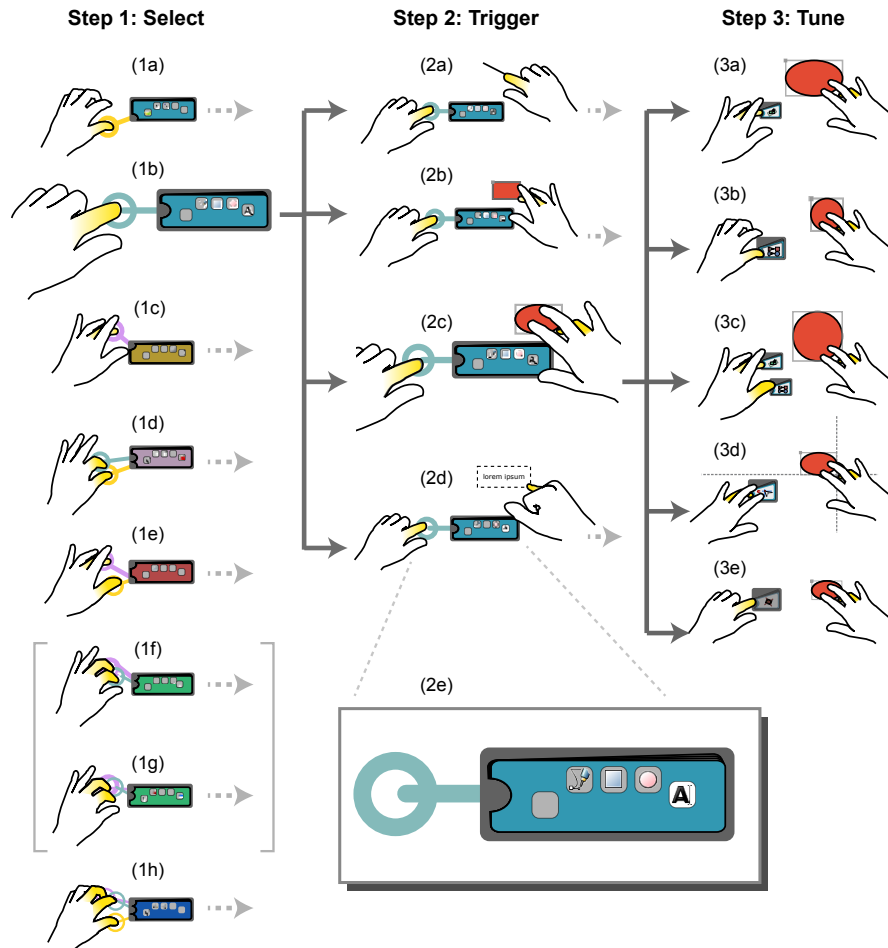 Step 1: Select
Step 2: Trigger
Step 3: Tune
(1a)
(1b)
(1c)
(1d)
(1e)
(1f)
(1g)
(1h)
(2a)
(2b)
(2c)
(2d)
lorem ipsum
(2e)
A
(3a)
(3b)
(3c)
(3d)
(3e)